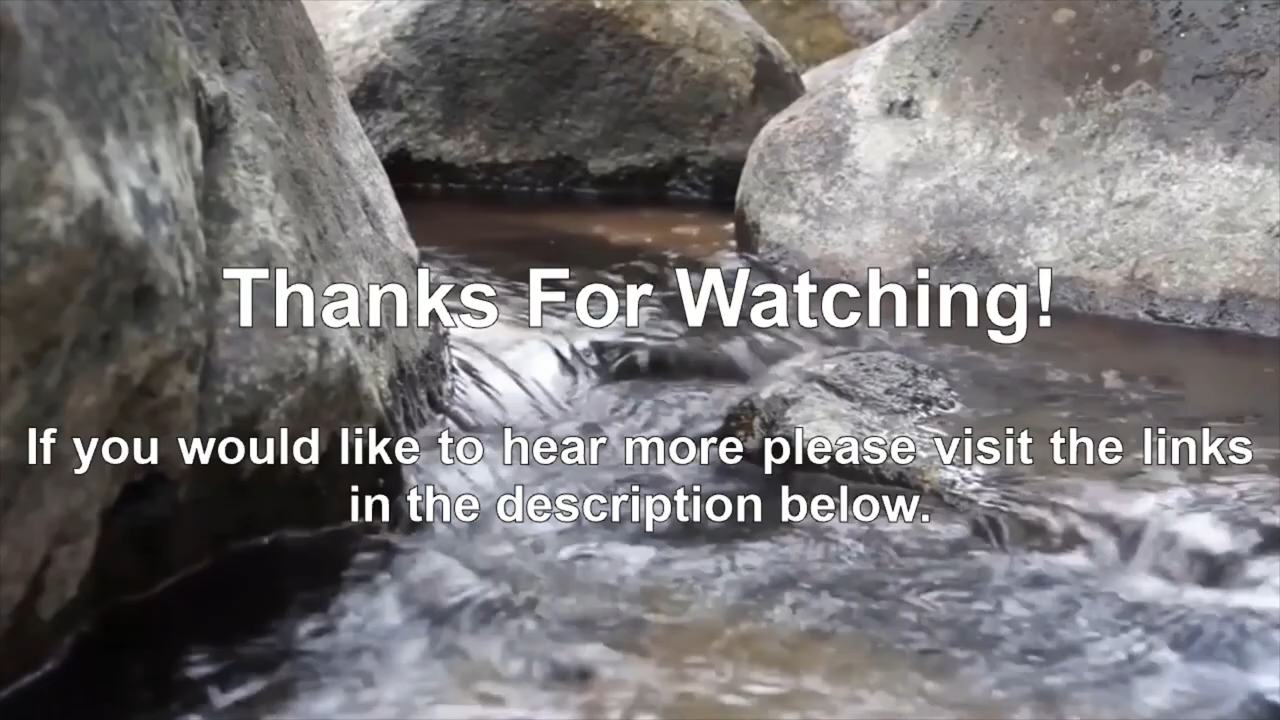 Thanks For Watching!
If you would like to hear more please visit the links
in the description below.